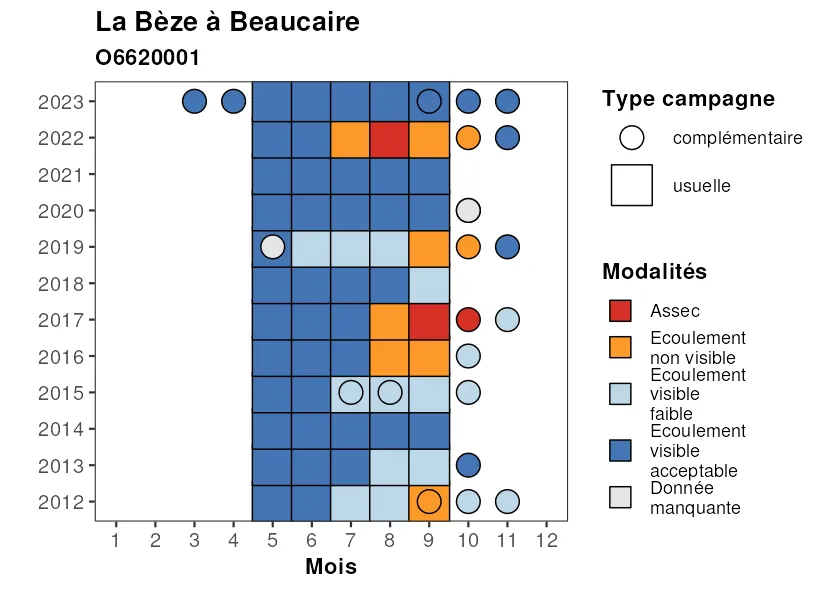 La Bèze à Beaucaire
O6620001
2023
2022
2021
2020
2019
2018
2017
2016
2015
2014
2013
2012
1 2 3 4 5 6 7 8 9 10 11 12
Mois
Type campagne
complémentaire
usuelle
Modalités
Assec
Ecoulement
non visible
Ecoulement
visible
faible
Ecoulement
visible
acceptable
Donnée
manquante